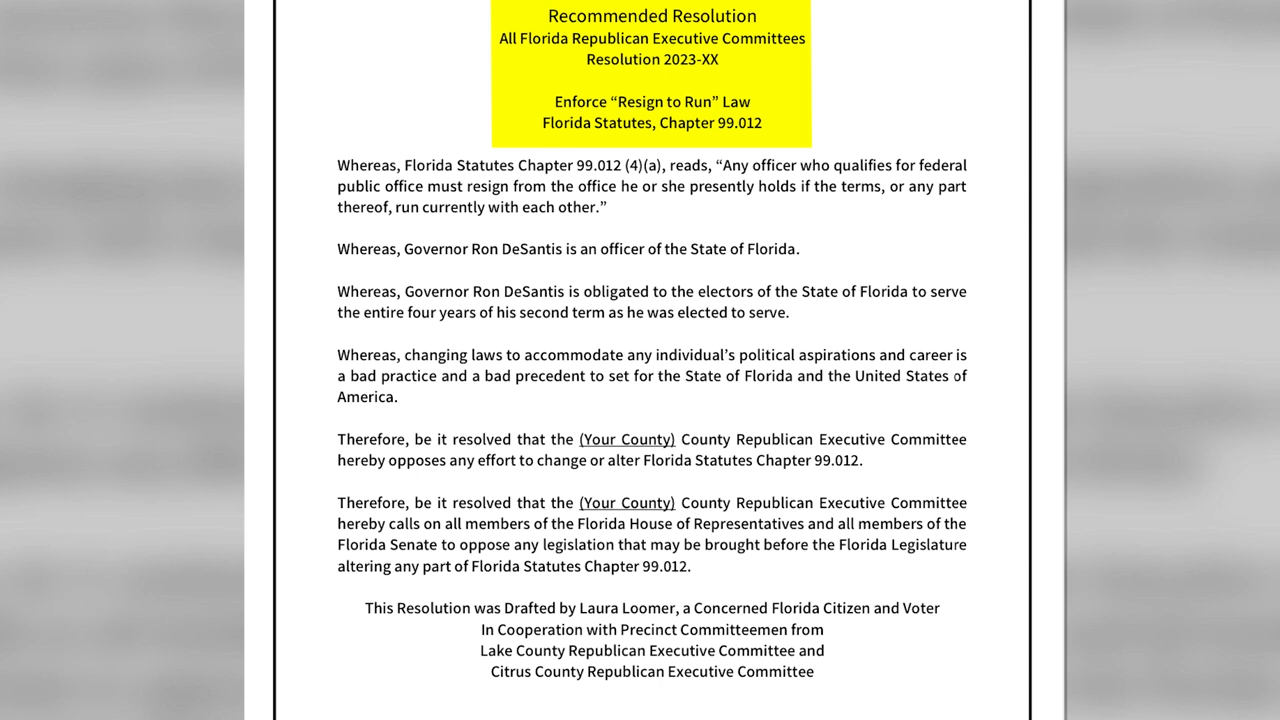 Recommended Resolution
All Florida Republican Executive Committees
Resolution 2023-XX
Enforce “Resign to Run” Law
Florida Statutes, Chapter 99.012
Whereas, Florida Statutes Chapter 99.012 (4)(a), reads, “Any officer who qualifies for federal
public office must resign from the office he or she presently holds if the terms, or any part
thereof, run currently with each other.”
Whereas, Governor Ron DeSantis is an officer of the State of Florida.
Whereas, Governor Ron DeSantis is obligated to the electors of the State of Florida to serve
the entire four years of his second term as he was elected to serve.
Whereas, changing laws to accommodate any individual’s political aspirations and career is
a bad practice and a bad precedent to set for the State of Florida and the United States of
America.
Therefore, be it resolved that the (Your County) County Republican Executive Committee
hereby opposes any effort to change or alter Florida Statutes Chapter 99.012.
Therefore, be it resolved that the (Your County) County Republican Executive Committee
hereby calls on all members of the Florida House of Representatives and all members of the
Florida Senate to oppose any legislation that may be brought before the Florida Legislature
altering any part of Florida Statutes Chapter 99.012.
This Resolution was Drafted by Laura Loomer, a Concerned Florida Citizen and Voter
In Cooperation with Precinct Committeemen from
Lake County Republican Executive Committee and
Citrus County Republican Executive Committee